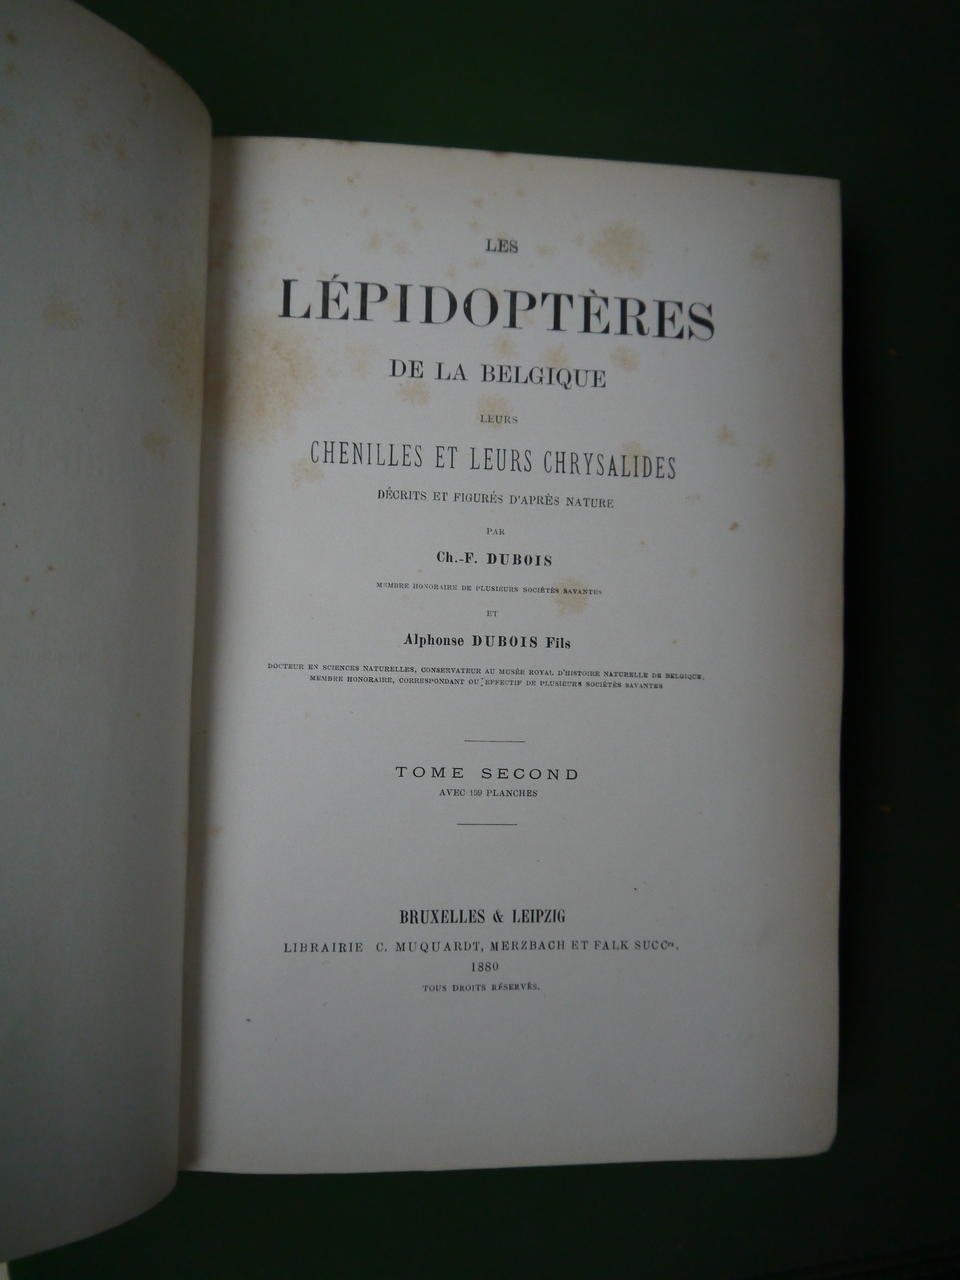 LES
LÉPIDOPTÈRES
DE LA BELGIQUE
LEURS
CHENILLES ET LEURS CHRYSALIDES
DÉCRITS ET FIGURÉS D'APRÈS NATURE
PAR
Ch.-F. DUBOIS
MEMBRE HONORAIRE DE PLUSIEURS SOCIÉTÉS SAVANTES
ET
Alphonse DUBOIS Fils
DOCTEUR EN SCIENCES NATURELLES, CONSERVATEUR AU MUSÉE ROYAL D'HISTOIRE NATURELLE DE BELGIQUE,
MEMBRE HONORAIRE, CORRESPONDANT OU EFFECTIF DE PLUSIEURS SOCIÉTÉS SAVANTES
TOME SECOND
AVEC 159 PLANCHES
BRUXELLES & LEIPZIG
LIBRAIRIE C. MUQUARDT, MERZBACH ET FALK SUCCrs.
1880
TOUS DROITS RÉSERVÉS.